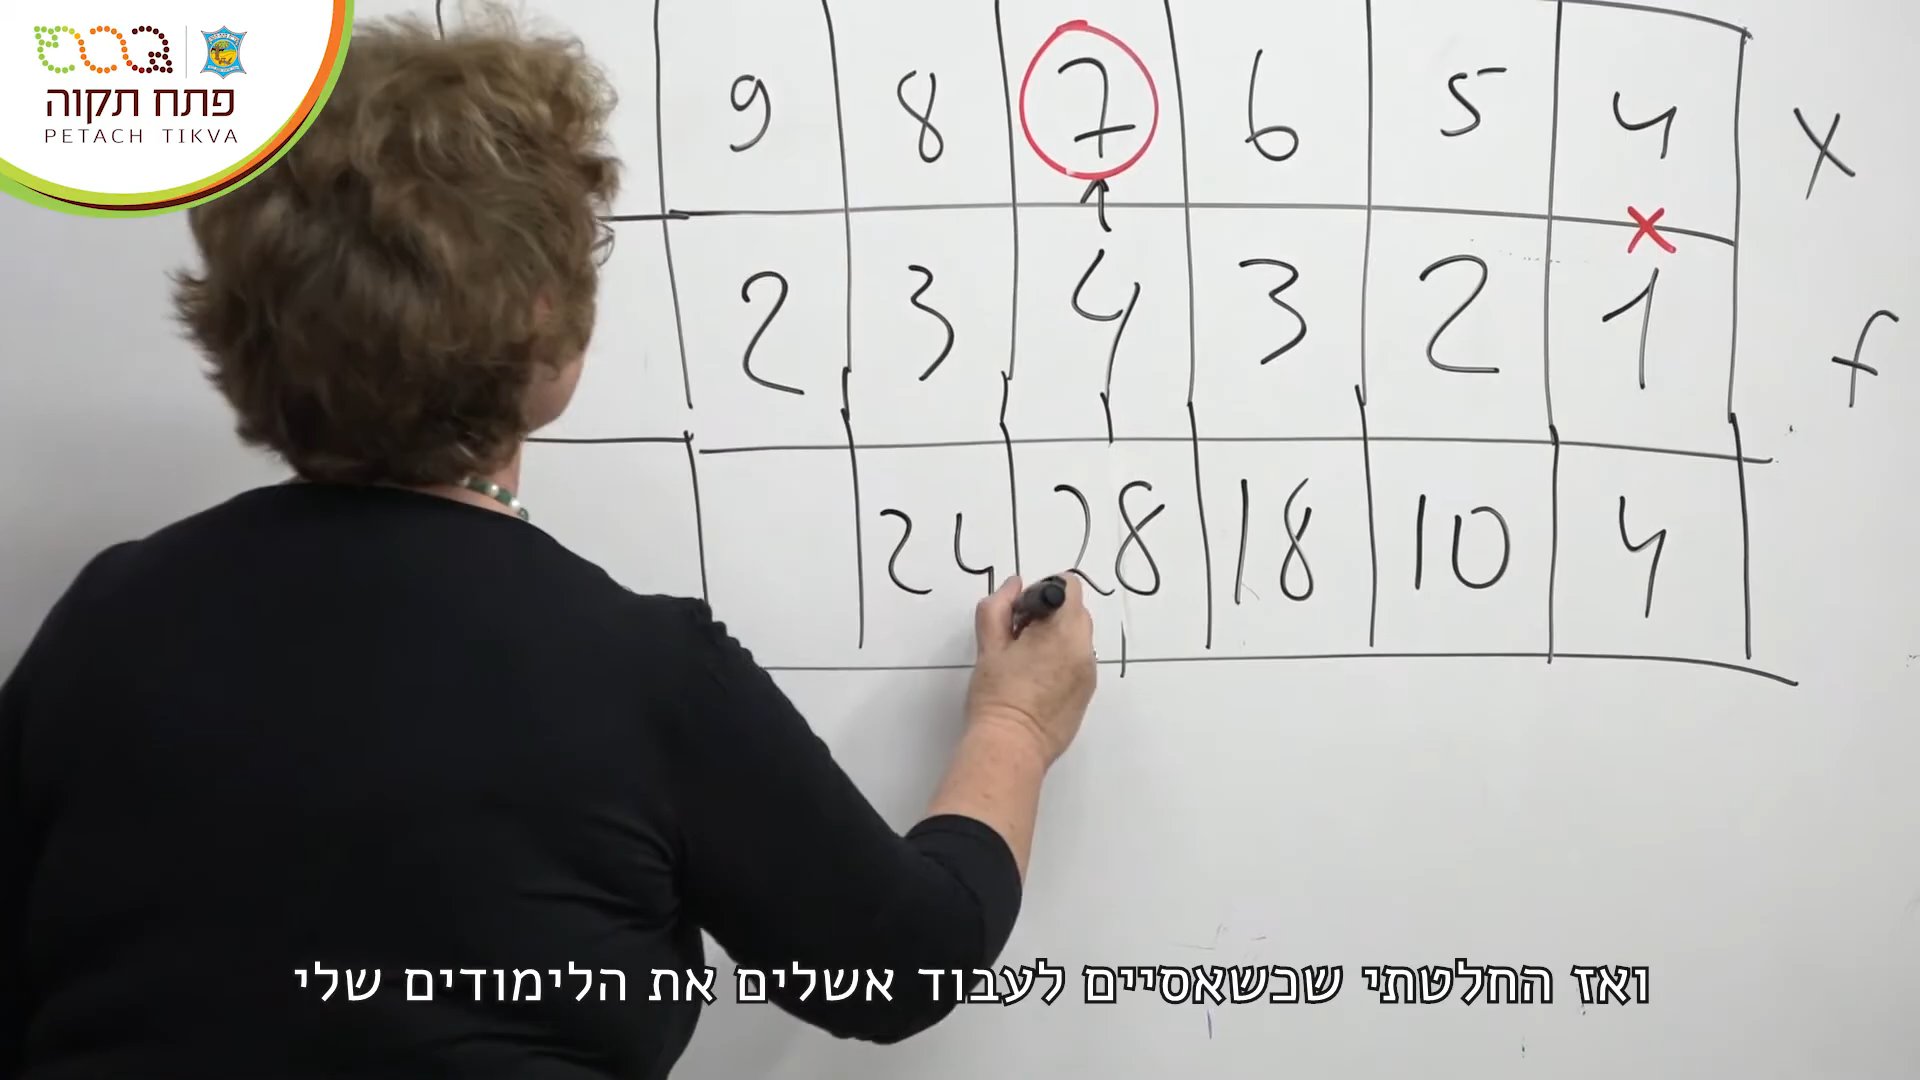 פתח תקווה
PETACH TIKVA
9 8 7 6 5 4 x
2 3 4 3 2 1 f
24 28 18 10 4
ואז החלטתי שכשאסיים לעבוד אשלים את הלימודים שלי